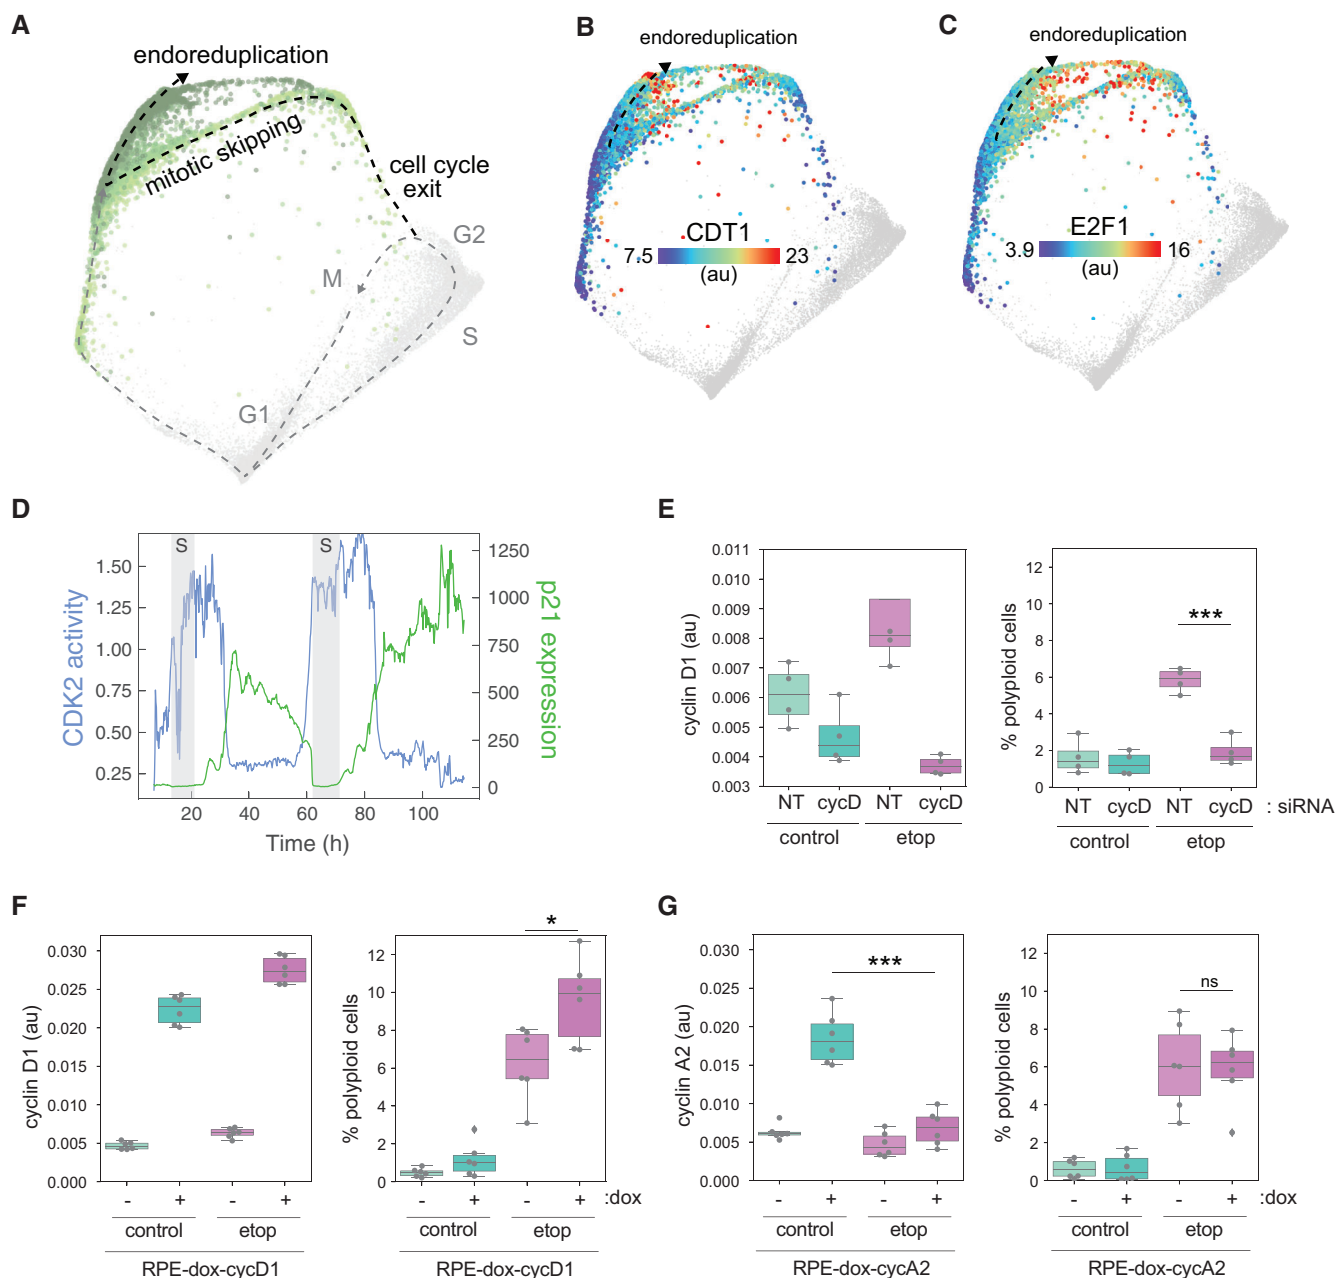 A
endoreduplication
mitotic skipping
cell cycle
exit
G2
M
S
G1
B
endoreduplication
CDT1
7.5 23
(au)
C
endoreduplication
E2F1
3.9 16
(au)
D
S S
1.50
1.25
1.00
0.75
0.50
0.25
CDK2 activity
1250
1000
750
500
250
0
p21 expression
20 40 60 80 100
Time (h)
E
cyclin D1 (au)
0.011
0.010
0.009
0.008
0.007
0.006
0.005
0.004
0.003
NT cycD NT cycD
control etop
% polyploid cells
12
10
8
6
4
2
0
***
NT cycD NT cycD : siRNA
control etop
F
cyclin D1 (au)
0.030
0.025
0.020
0.015
0.010
0.005
0.000
- + - +
control etop
RPE-dox-cycD1
% polyploid cells
12
10
8
6
4
2
0
*
- + - + :dox
control etop
RPE-dox-cycD1
G
cyclin A2 (au)
0.030
0.025
0.020
0.015
0.010
0.005
0.000
***
- + - +
control etop
RPE-dox-cycA2
% polyploid cells
12
10
8
6
4
2
0
ns
- + - + :dox
control etop
RPE-dox-cycA2